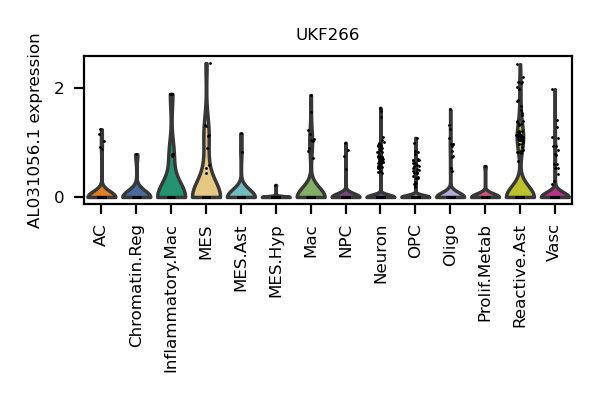 UKF266
AL031056.1 expression
2
0
AC
Chromatin.Reg
Inflammatory.Mac
MES
MES.Ast
MES.Hyp
Mac
NPC
Neuron
OPC
Oligo
Prolif.Metab
Reactive.Ast
Vasc